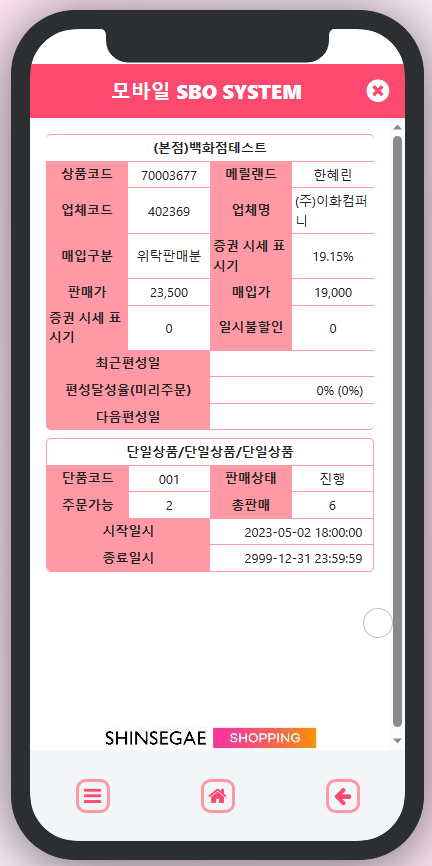 모바일 SBO SYSTEM
(본점)백화점테스트
상품코드 70003677 메릴랜드 한혜린
업체코드 402369 업체명 (주)이화컴퍼
니
매입구분 위탁판매분 증권 시세 표
시기 19.15%
판매가 23,500 매입가 19,000
증권 시세 표
시기 0 일시불할인 0
최근편성일
편성달성율(미리주문) 0% (0%)
다음편성일
단일상품/단일상품/단일상품
단품코드 001 판매상태 진행
주문가능 2 총판매 6
시작일시 2023-05-02 18:00:00
종료일시 2999-12-31 23:59:59
SHINSEGAE SHOPPING